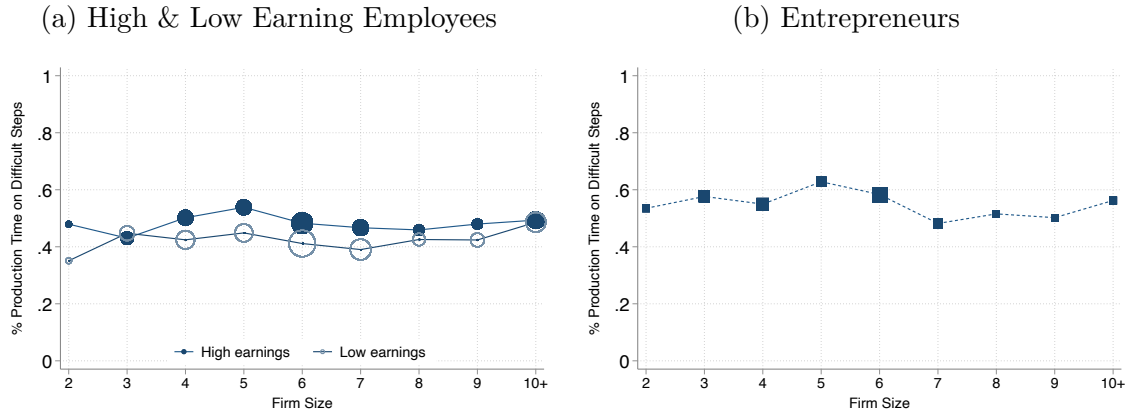 (a) High & Low Earning Employees
% Production Time on Difficult Steps
1
.8
.6
.4
.2
0
High earnings
Low earnings
2 3 4 5 6 7 8 9 10+
Firm Size
(b) Entrepreneurs
% Production Time on Difficult Steps
1
.8
.6
.4
.2
0
2 3 4 5 6 7 8 9 10+
Firm Size